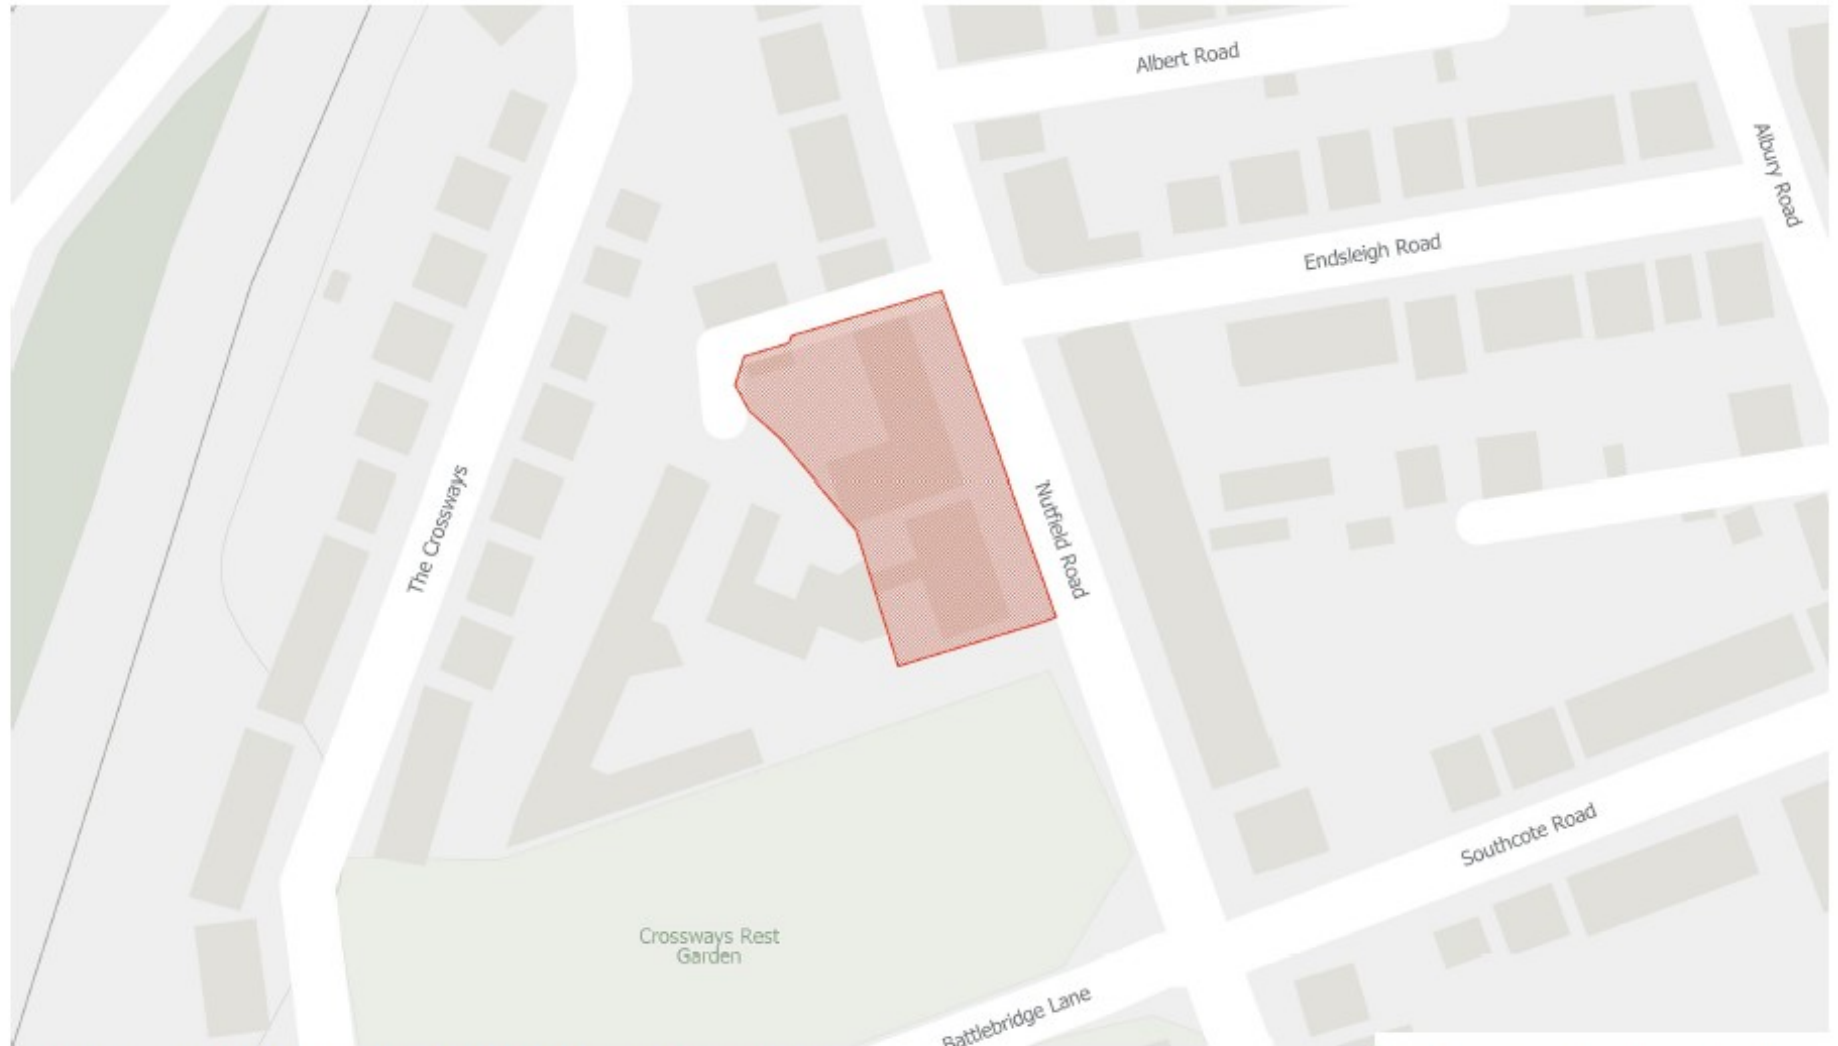 Albert Road
Albury Road
Endsleigh Road
The Crossways
Nutfield Road
Southcote Road
Crossways Rest
Garden
Battlebridge Lane